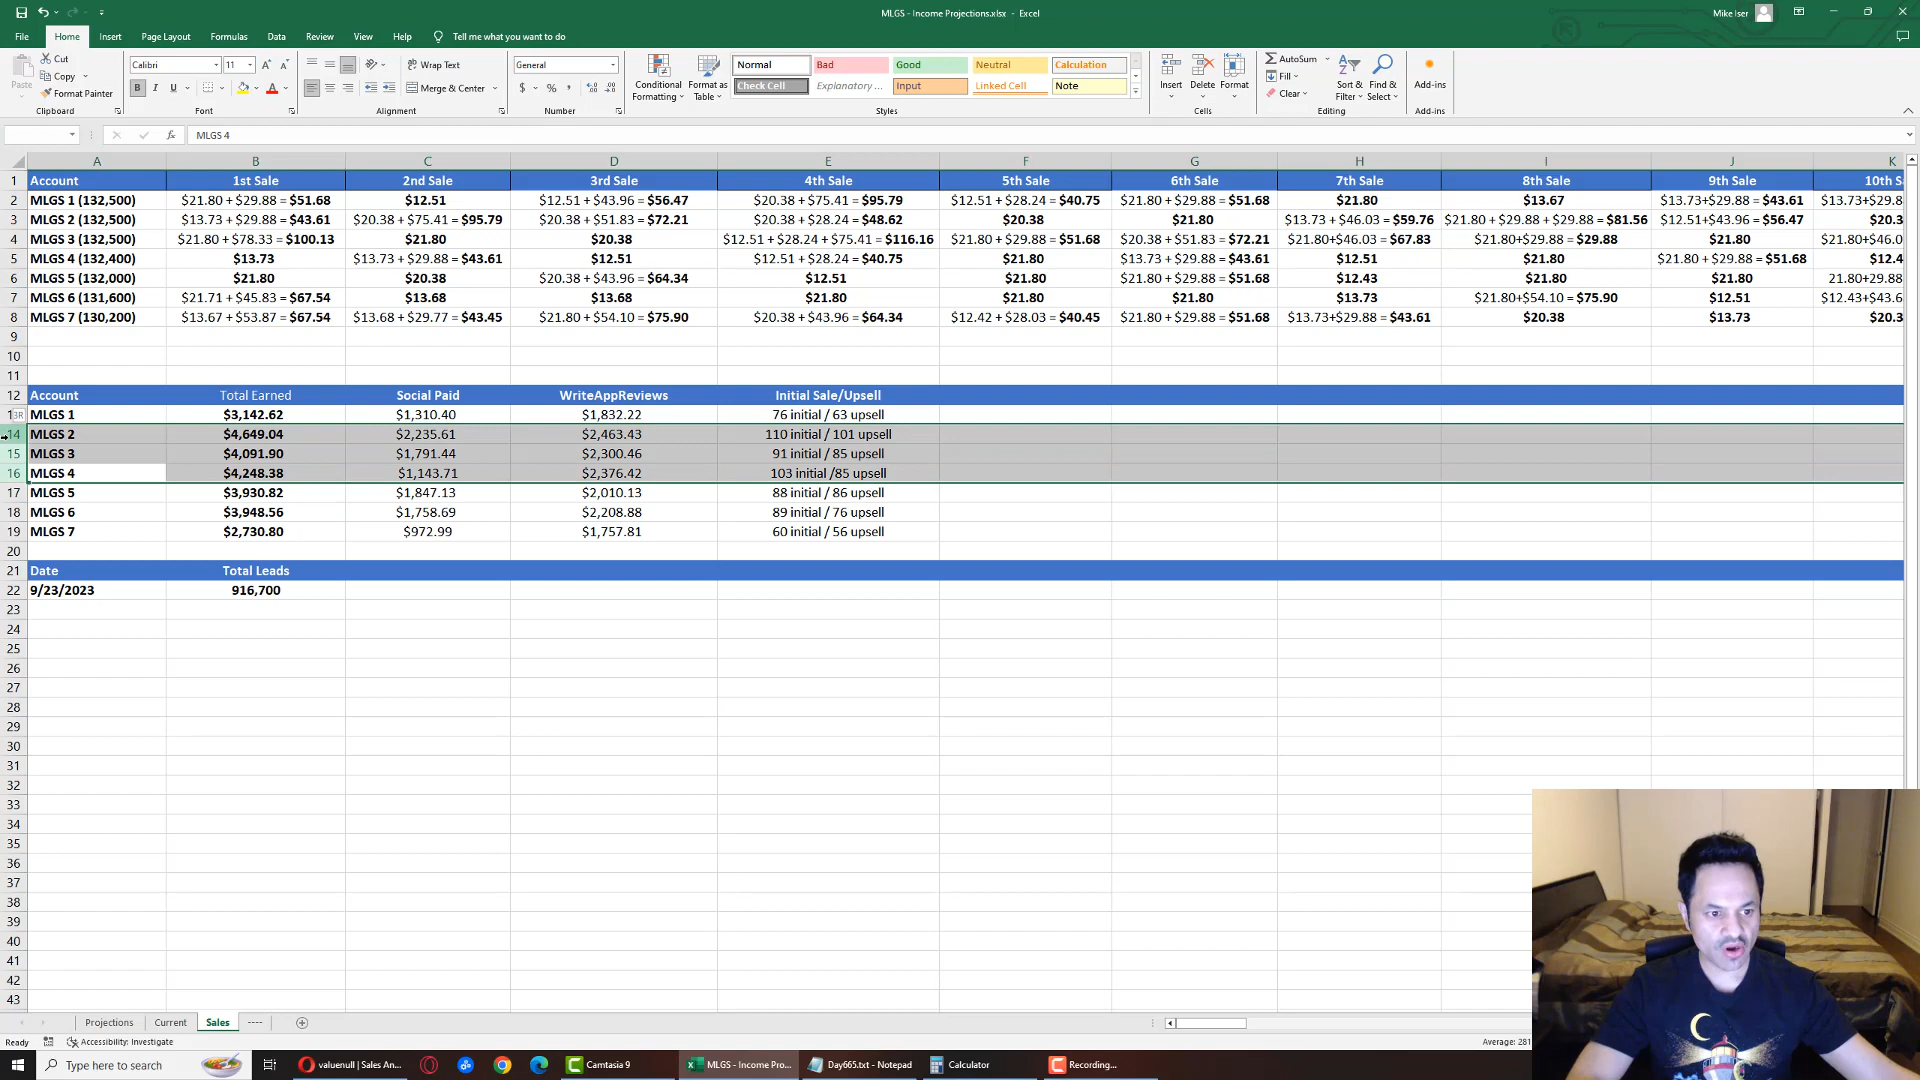 MLGS - Income Projections.xlsx - Excel
Mike Iser
File Home Insert Page Layout Formulas Data Review View Help Tell me what you want to do
Paste Cut Copy Format Painter Clipboard
Calibri 11 B I U Font
Wrap Text Merge & Center Alignment
General $ % , Number
Conditional Formatting Format as Table
Normal Bad Good Neutral Calculation
Check Cell Explanatory ... Input Linked Cell Note
Styles
Insert Delete Format Cells
AutoSum Fill Clear Sort & Filter Find & Select Editing
Add-ins Add-ins
fx MLGS 4
A B C D E F G H I J K
1 Account 1st Sale 2nd Sale 3rd Sale 4th Sale 5th Sale 6th Sale 7th Sale 8th Sale 9th Sale 10th S
2 MLGS 1 (132,500) $21.80 + $29.88 = $51.68 $12.51 $12.51 + $43.96 = $56.47 $20.38 + $75.41 = $95.79 $12.51 + $28.24 = $40.75 $21.80 + $29.88 = $51.68 $21.80 $13.67 $13.73+$29.88 = $43.61 $13.73+$29.8
3 MLGS 2 (132,500) $13.73 + $29.88 = $43.61 $20.38 + $75.41 = $95.79 $20.38 + $51.83 = $72.21 $20.38 + $28.24 = $48.62 $20.38 $21.80 $13.73 + $46.03 = $59.76 $21.80 + $29.88 + $29.88 = $81.56 $12.51+$43.96 = $56.47 $20.3
4 MLGS 3 (132,500) $21.80 + $78.33 = $100.13 $21.80 $20.38 $12.51 + $28.24 + $75.41 = $116.16 $21.80 + $29.88 = $51.68 $20.38 + $51.83 = $72.21 $21.80+$46.03 = $67.83 $21.80+$29.88 = $29.88 $21.80 $21.80+$46.0
5 MLGS 4 (132,400) $13.73 $13.73 + $29.88 = $43.61 $12.51 $12.51 + $28.24 = $40.75 $21.80 $13.73 + $29.88 = $43.61 $12.51 $21.80 $21.80 + $29.88 = $51.68 $12.4
6 MLGS 5 (132,000) $21.80 $20.38 $20.38 + $43.96 = $64.34 $12.51 $21.80 $21.80 + $29.88 = $51.68 $12.43 $21.80 $21.80 21.80+29.88
7 MLGS 6 (131,600) $21.71 + $45.83 = $67.54 $13.68 $13.68 $21.80 $21.80 $21.80 $13.73 $21.80+$54.10 = $75.90 $12.51 $12.43+$43.6
8 MLGS 7 (130,200) $13.67 + $53.87 = $67.54 $13.68 + $29.77 = $43.45 $21.80 + $54.10 = $75.90 $20.38 + $43.96 = $64.34 $12.42 + $28.03 = $40.45 $21.80 + $29.88 = $51.68 $13.73+$29.88 = $43.61 $20.38 $13.73 $20.3
9
10
11
12 Account Total Earned Social Paid WriteAppReviews Initial Sale/Upsell
1 3R MLGS 1 $3,142.62 $1,310.40 $1,832.22 76 initial / 63 upsell
14 MLGS 2 $4,649.04 $2,235.61 $2,463.43 110 initial / 101 upsell
15 MLGS 3 $4,091.90 $1,791.44 $2,300.46 91 initial / 85 upsell
16 MLGS 4 $4,248.38 $1,143.71 $2,376.42 103 initial /85 upsell
17 MLGS 5 $3,930.82 $1,847.13 $2,010.13 88 initial / 86 upsell
18 MLGS 6 $3,948.56 $1,758.69 $2,208.88 89 initial / 76 upsell
19 MLGS 7 $2,730.80 $972.99 $1,757.81 60 initial / 56 upsell
20
21 Date Total Leads
22 9/23/2023 916,700
23
24
25
26
27
28
29
30
31
32
33
34
35
36
37
38
39
40
41
42
43
Projections Current Sales ----
Ready Accessibility: Investigate Average: 281
Type here to search valuenull | Sales An... Camtasia 9 MLGS - Income Pro... Day665.txt - Notepad Calculator Recording...